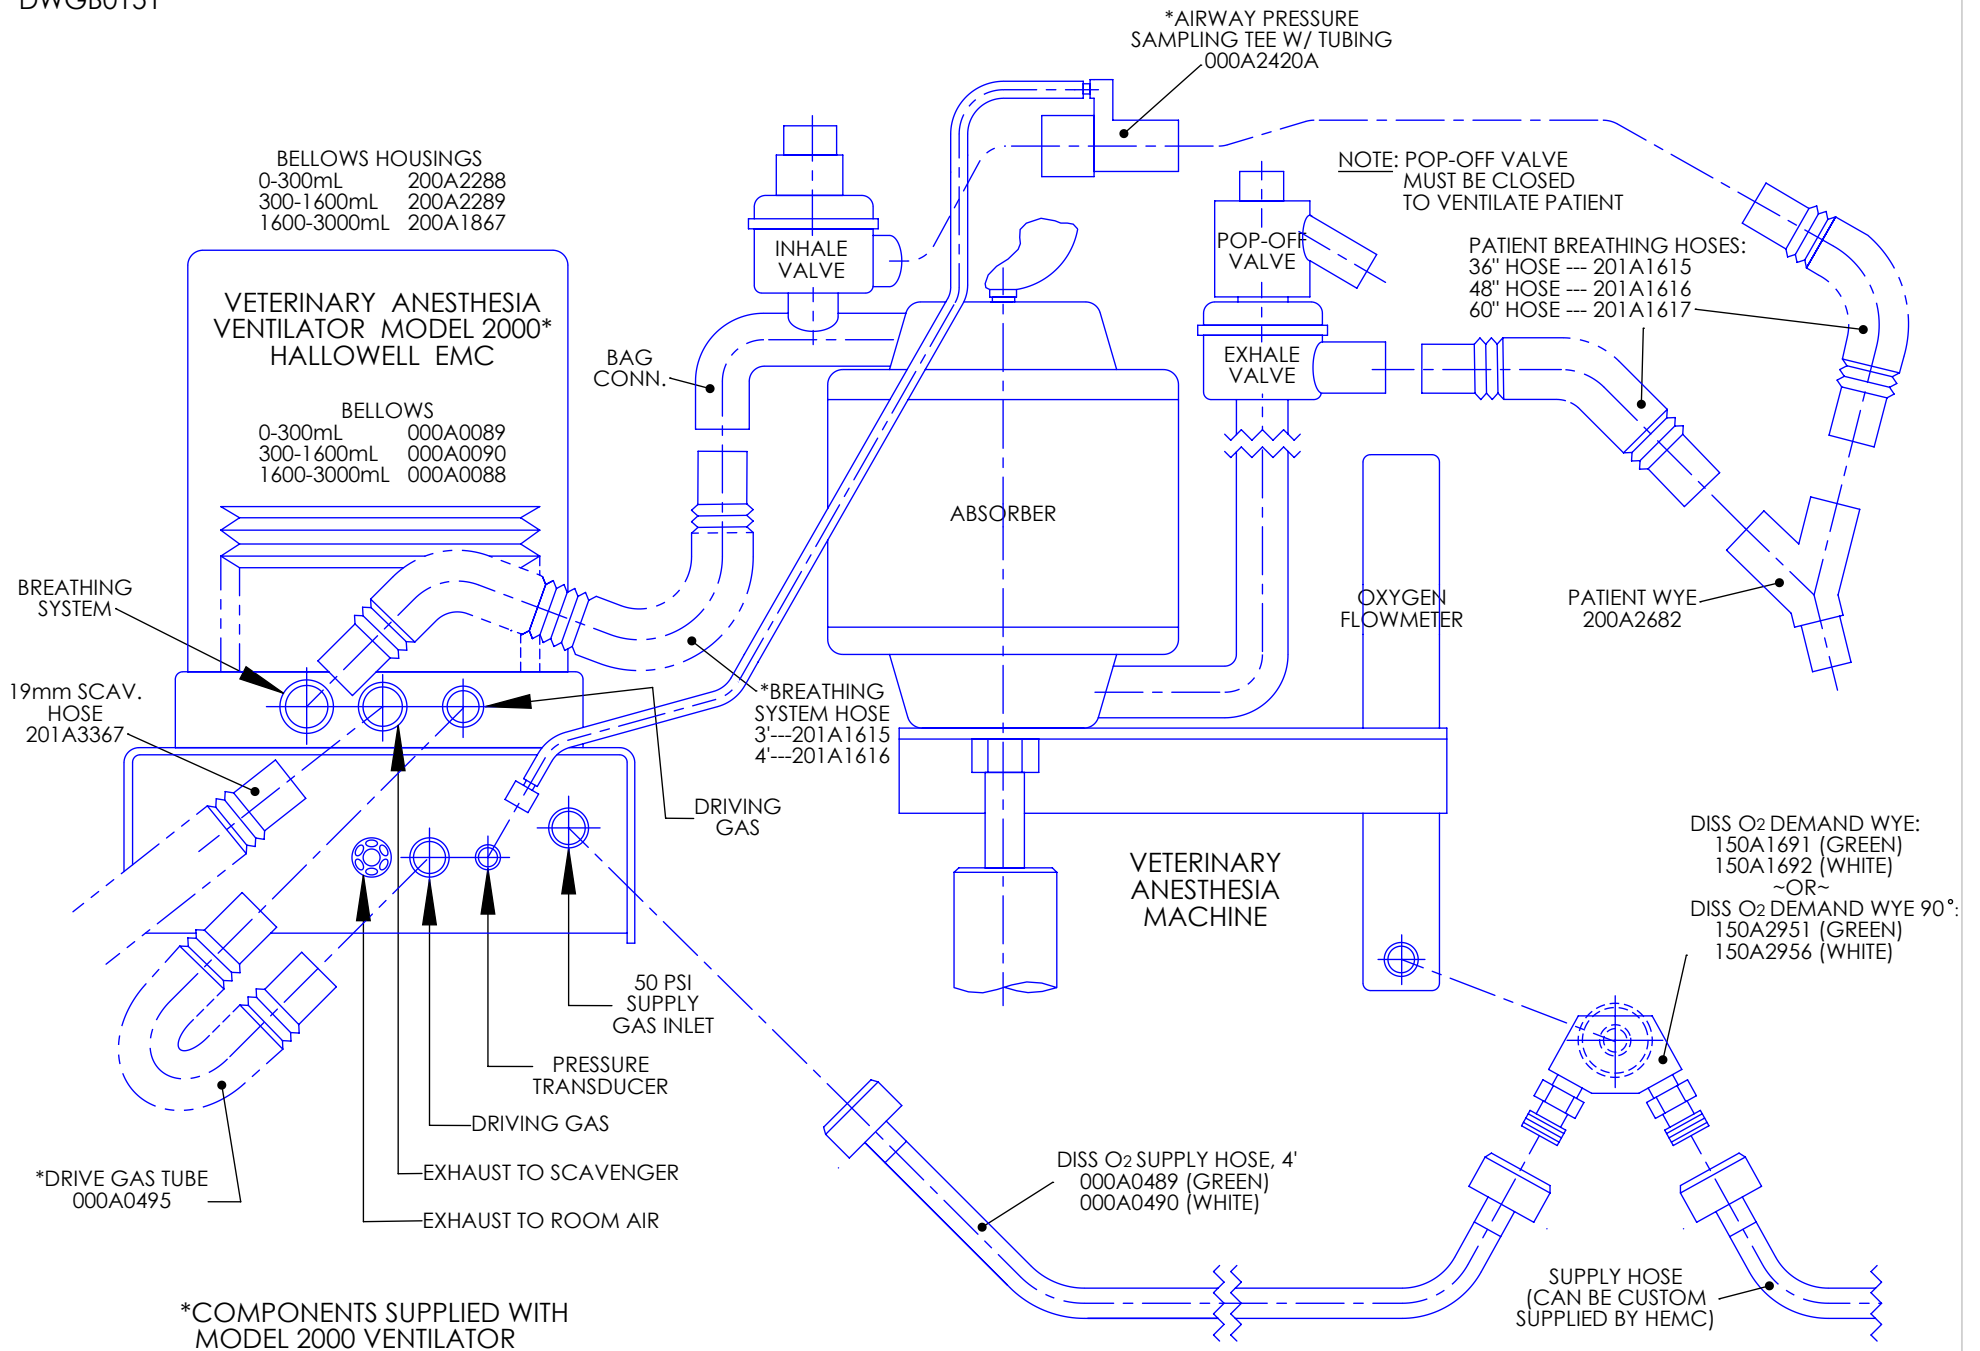 DWGB0151
*AIRWAY PRESSURE
SAMPLING TEE W/ TUBING
000A2420A
BELLOWS HOUSINGS
0-300mL 200A2288
300-1600mL 200A2289
1600-3000mL 200A1867
VETERINARY ANESTHESIA
VENTILATOR MODEL 2000*
HALLOWELL EMC
BELLOWS
0-300mL 000A0089
300-1600mL 000A0090
1600-3000mL 000A0088
INHALE
VALVE
BAG
CONN.
NOTE: POP-OFF VALVE
MUST BE CLOSED
TO VENTILATE PATIENT
POP-OFF
VALVE
EXHALE
VALVE
PATIENT BREATHING HOSES:
36" HOSE --- 201A1615
48" HOSE --- 201A1616
60" HOSE --- 201A1617
ABSORBER
OXYGEN
FLOWMETER
PATIENT WYE
200A2682
BREATHING
SYSTEM
19mm SCAV.
HOSE
201A3367
*BREATHING
SYSTEM HOSE
3'---201A1615
4'---201A1616
DRIVING
GAS
VETERINARY
ANESTHESIA
MACHINE
DISS O2 DEMAND WYE:
150A1691 (GREEN)
150A1692 (WHITE)
~OR~
DISS O2 DEMAND WYE 90°:
150A2951 (GREEN)
150A2956 (WHITE)
50 PSI
SUPPLY
GAS INLET
PRESSURE
TRANSDUCER
DRIVING GAS
EXHAUST TO SCAVENGER
EXHAUST TO ROOM AIR
*DRIVE GAS TUBE
000A0495
DISS O2 SUPPLY HOSE, 4'
000A0489 (GREEN)
000A0490 (WHITE)
SUPPLY HOSE
(CAN BE CUSTOM
SUPPLIED BY HEMC)
*COMPONENTS SUPPLIED WITH
MODEL 2000 VENTILATOR